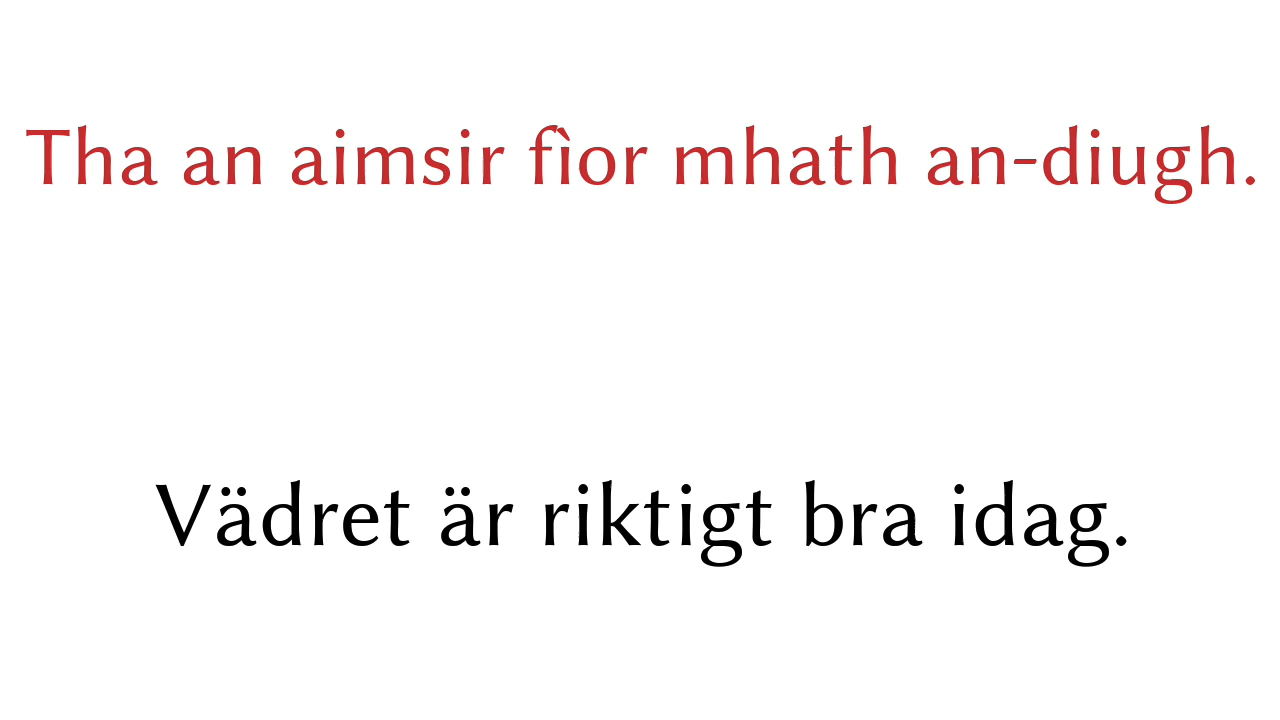 Tha an aimsir fìor mhath an-diugh.
Vädret är riktigt bra idag.